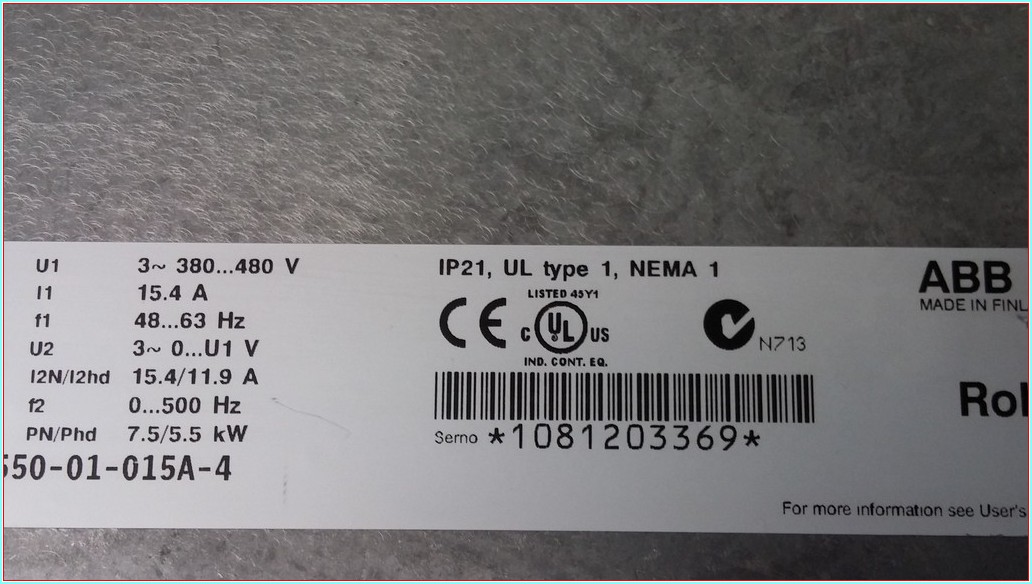 U1 3~ 380...480 V
I1 15.4 A
f1 48...63 Hz
U2 3~ 0...U1 V
I2N/I2hd 15.4/11.9 A
f2 0...500 Hz
PN/Phd 7.5/5.5 kW
550-01-015A-4
IP21, UL type 1, NEMA 1
LISTED 45Y1
CE C UL US
IND. CONT. EQ.
N713
Serno *1081203369*
ABB
MADE IN FINL
RoI
For more information see User's